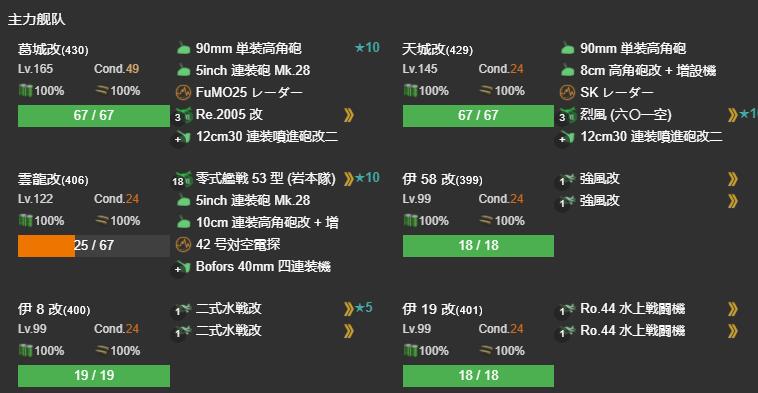 主力舰队
葛城改(430)
Lv.165 Cond.49
100% 100%
67 / 67
90mm 単装高角砲 ★10
5inch 連装砲 Mk.28
FuMO25 レーダー
3 Re.2005 改
+ 12cm30 連装噴進砲改二
天城改(429)
Lv.145 Cond.24
100% 100%
67 / 67
90mm 単装高角砲
8cm 高角砲改 + 増設機
SK レーダー
3 烈風 (六〇一空) ★10
+ 12cm30 連装噴進砲改二
雲龍改(406)
Lv.122 Cond.24
100% 100%
25 / 67
18 零式艦戦 53 型 (岩本隊) ★10
5inch 連装砲 Mk.28
10cm 連装高角砲改 + 増
42 号対空電探
+ Bofors 40mm 四連装機
伊 58 改(399)
Lv.99 Cond.24
100% 100%
18 / 18
1 強風改
1 強風改
伊 8 改(400)
Lv.99 Cond.24
100% 100%
19 / 19
1 二式水戦改 ★5
1 二式水戦改
伊 19 改(401)
Lv.99 Cond.24
100% 100%
18 / 18
1 Ro.44 水上戦闘機
1 Ro.44 水上戦闘機